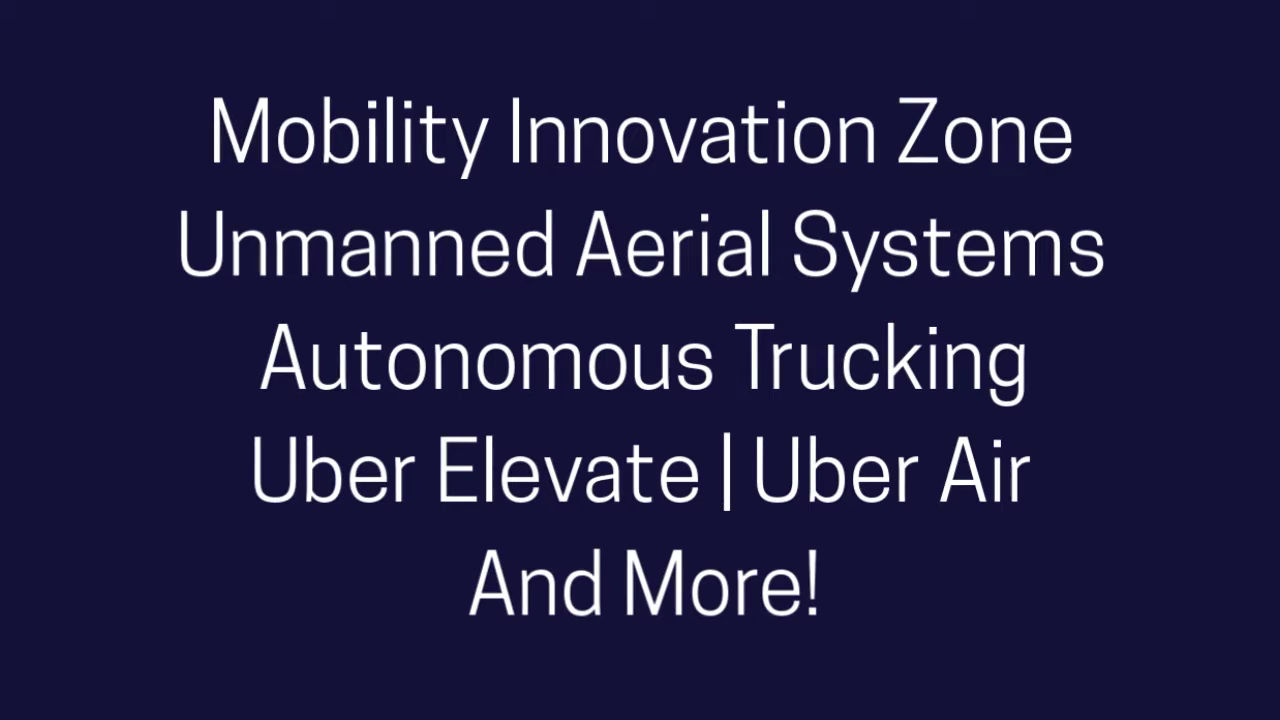 Mobility Innovation Zone
Unmanned Aerial Systems
Autonomous Trucking
Uber Elevate | Uber Air
And More!